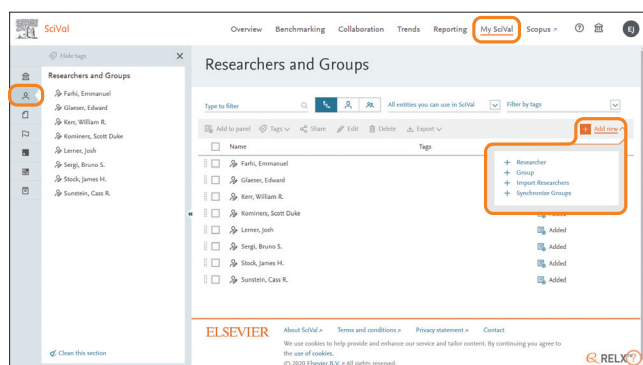 SciVal
Overview Benchmarking Collaboration Trends Reporting My SciVal Scopus EJ
Hide tags
Researchers and Groups
Farhi, Emmanuel
Glaeser, Edward
Kerr, William R.
Kominers, Scott Duke
Lerner, Josh
Sergi, Bruno S.
Stock, James H.
Sunstein, Cass R.
Clean this section
Researchers and Groups
Type to filter All entities you can use in SciVal Filter by tags
Add to panel Tags Share Edit Delete Export + Add new
Name Tags
+ Researcher
+ Group
+ Import Researchers
+ Synchronize Groups
Farhi, Emmanuel
Glaeser, Edward
Kerr, William R.
Kominers, Scott Duke Added
Lerner, Josh Added
Sergi, Bruno S. Added
Stock, James H. Added
Sunstein, Cass R. Added
ELSEVIER About SciVal Terms and conditions Privacy statement Contact
We use cookies to help provide and enhance our service and tailor content. By continuing you agree to
the use of cookies.
(C) 2020 Elsevier B.V. All rights reserved.
RELX ?